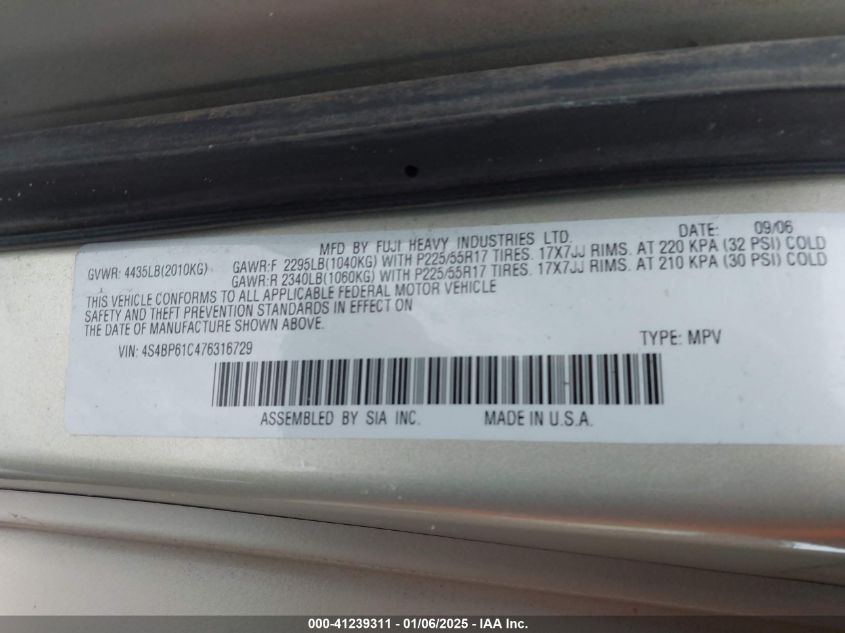 MFD BY FUJI HEAVY INDUSTRIES LTD. DATE: 09/06
GVWR: 4435LB(2010KG) GAWR:F 2295LB(1040KG) WITH P225/55R17 TIRES. 17X7JJ RIMS. AT 220 KPA (32 PSI) COLD
GAWR:R 2340LB(1060KG) WITH P225/55R17 TIRES. 17X7JJ RIMS. AT 210 KPA (30 PSI) COLD
THIS VEHICLE CONFORMS TO ALL APPLICABLE FEDERAL MOTOR VEHICLE
SAFETY AND THEFT PREVENTION STANDARDS IN EFFECT ON
THE DATE OF MANUFACTURE SHOWN ABOVE.
VIN: 4S4BP61C476316729 TYPE: MPV
ASSEMBLED BY SIA INC. MADE IN U.S.A.
000-41239311 - 01/06/2025 - IAA Inc.